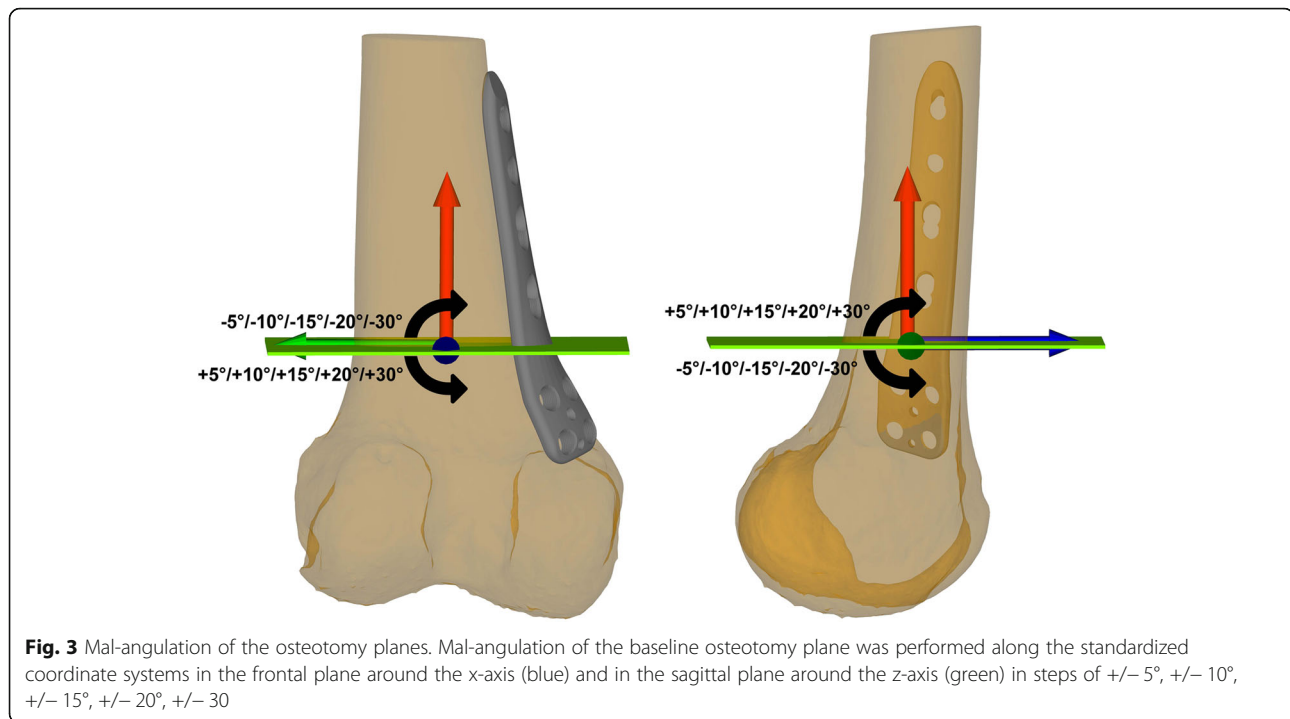 -5°/-10°/-15°/-20°/-30°
+5°/+10°/+15°/+20°/+30°
+5°/+10°/+15°/+20°/+30°
-5°/-10°/-15°/-20°/-30°
Fig. 3 Mal-angulation of the osteotomy planes. Mal-angulation of the baseline osteotomy plane was performed along the standardized
coordinate systems in the frontal plane around the x-axis (blue) and in the sagittal plane around the z-axis (green) in steps of +/− 5°, +/− 10°,
+/− 15°, +/− 20°, +/− 30